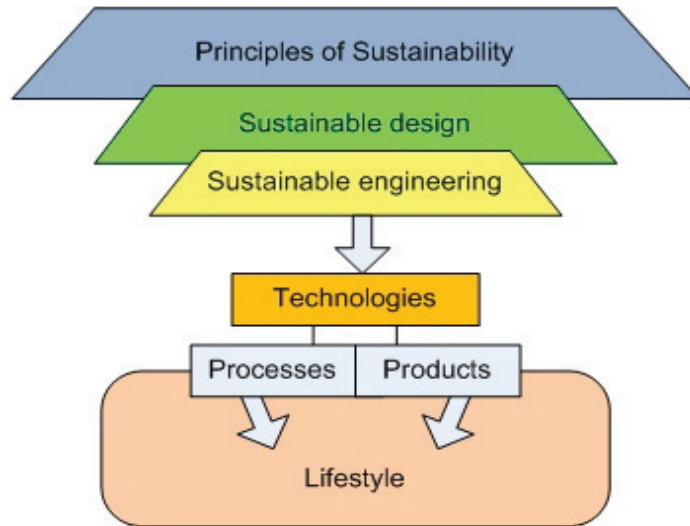 Principles of Sustainability
Sustainable design
Sustainable engineering
Technologies
Processes Products
Lifestyle